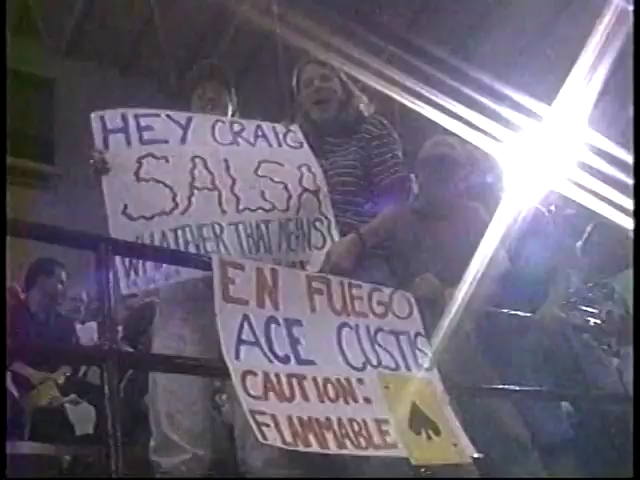 HEY CRAIG
SALSA
WHATEVER THAT MEANS
EN FUEGO
ACE CUSTIS
CAUTION:
FLAMMABLE